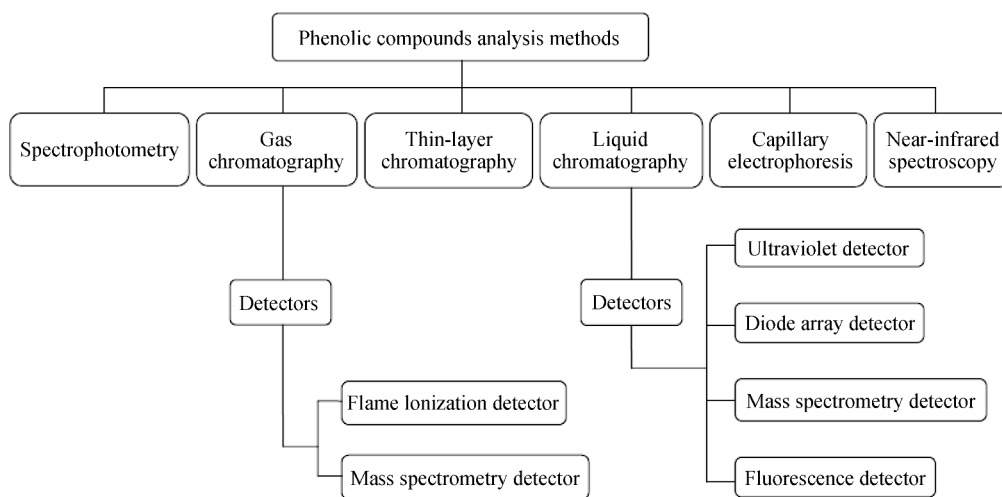 Phenolic compounds analysis methods
Spectrophotometry
Gas
chromatography
Thin-layer
chromatography
Liquid
chromatography
Capillary
electrophoresis
Near-infrared
spectroscopy
Detectors
Flame Ionization detector
Mass spectrometry detector
Detectors
Ultraviolet detector
Diode array detector
Mass spectrometry detector
Fluorescence detector